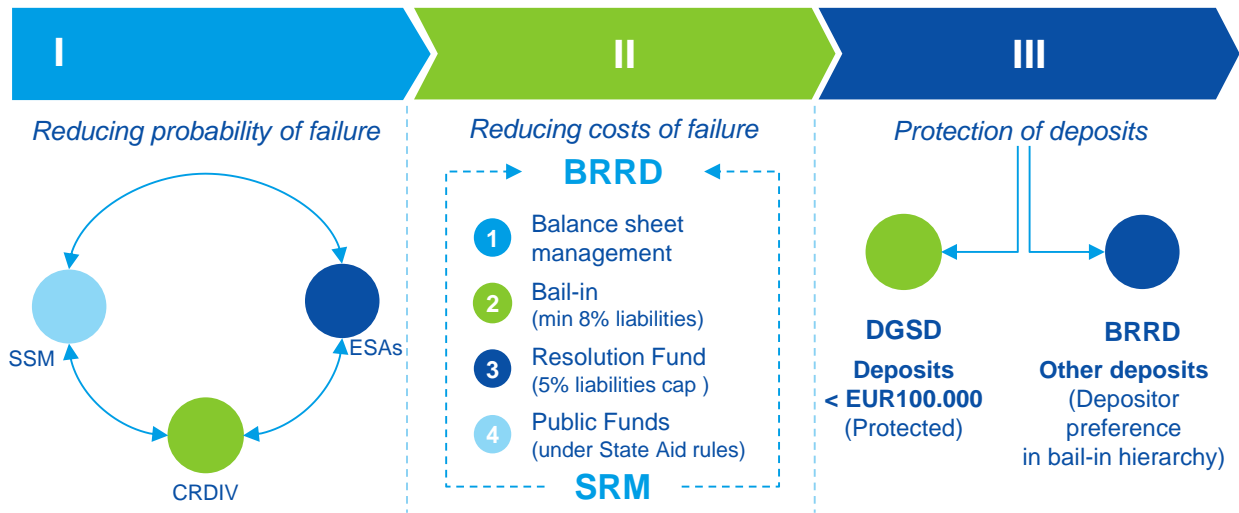 I
II
III
Reducing probability of failure
Reducing costs of failure
Protection of deposits
SSM
ESAs
CRDIV
BRRD
1 Balance sheet
management
2 Bail-in
(min 8% liabilities)
3 Resolution Fund
(5% liabilities cap )
4 Public Funds
(under State Aid rules)
SRM
DGSD
Deposits
< EUR100.000
(Protected)
BRRD
Other deposits
(Depositor
preference
in bail-in hierarchy)